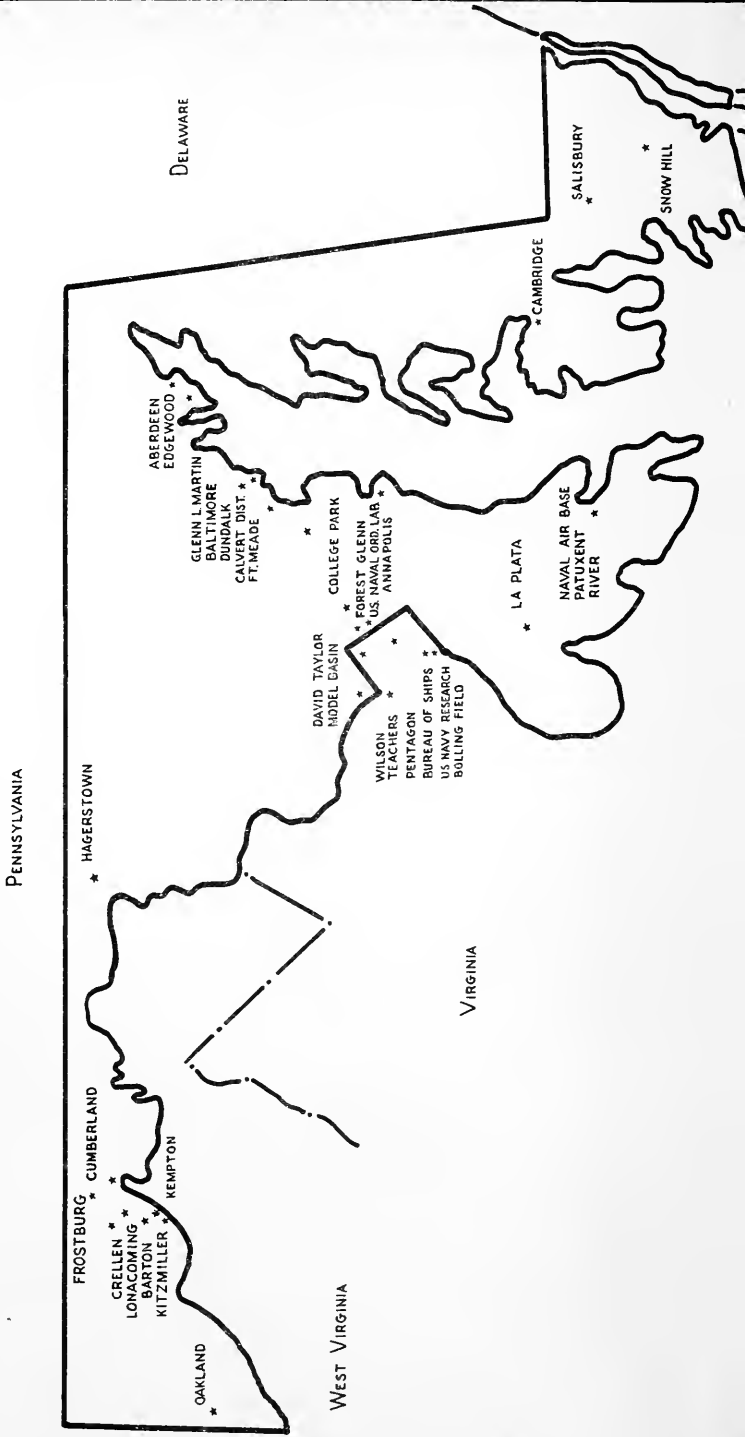 PENNSYLVANIA
DELAWARE
FROSTBURG
CUMBERLAND
CRELLEN
LONACOMING
BARTON
KITZMILLER
KEMPTON
OAKLAND
WEST VIRGINIA
HAGERSTOWN
VIRGINIA
ABERDEEN
EDGEWOOD
GLENN L. MARTIN
BALTIMORE
DUNDALK
CALVERT DIST.
FT. MEADE
COLLEGE PARK
FOREST GLENN
U.S. NAVAL ORD. LAB
ANNAPOLIS
DAVID TAYLOR
MODEL BASIN
WILSON
TEACHERS
PENTAGON
BUREAU OF SHIPS
US NAVY RESEARCH
BOLLING FIELD
LA PLATA
NAVAL AIR BASE
PATUXENT
RIVER
CAMBRIDGE
SALISBURY
SNOW HILL